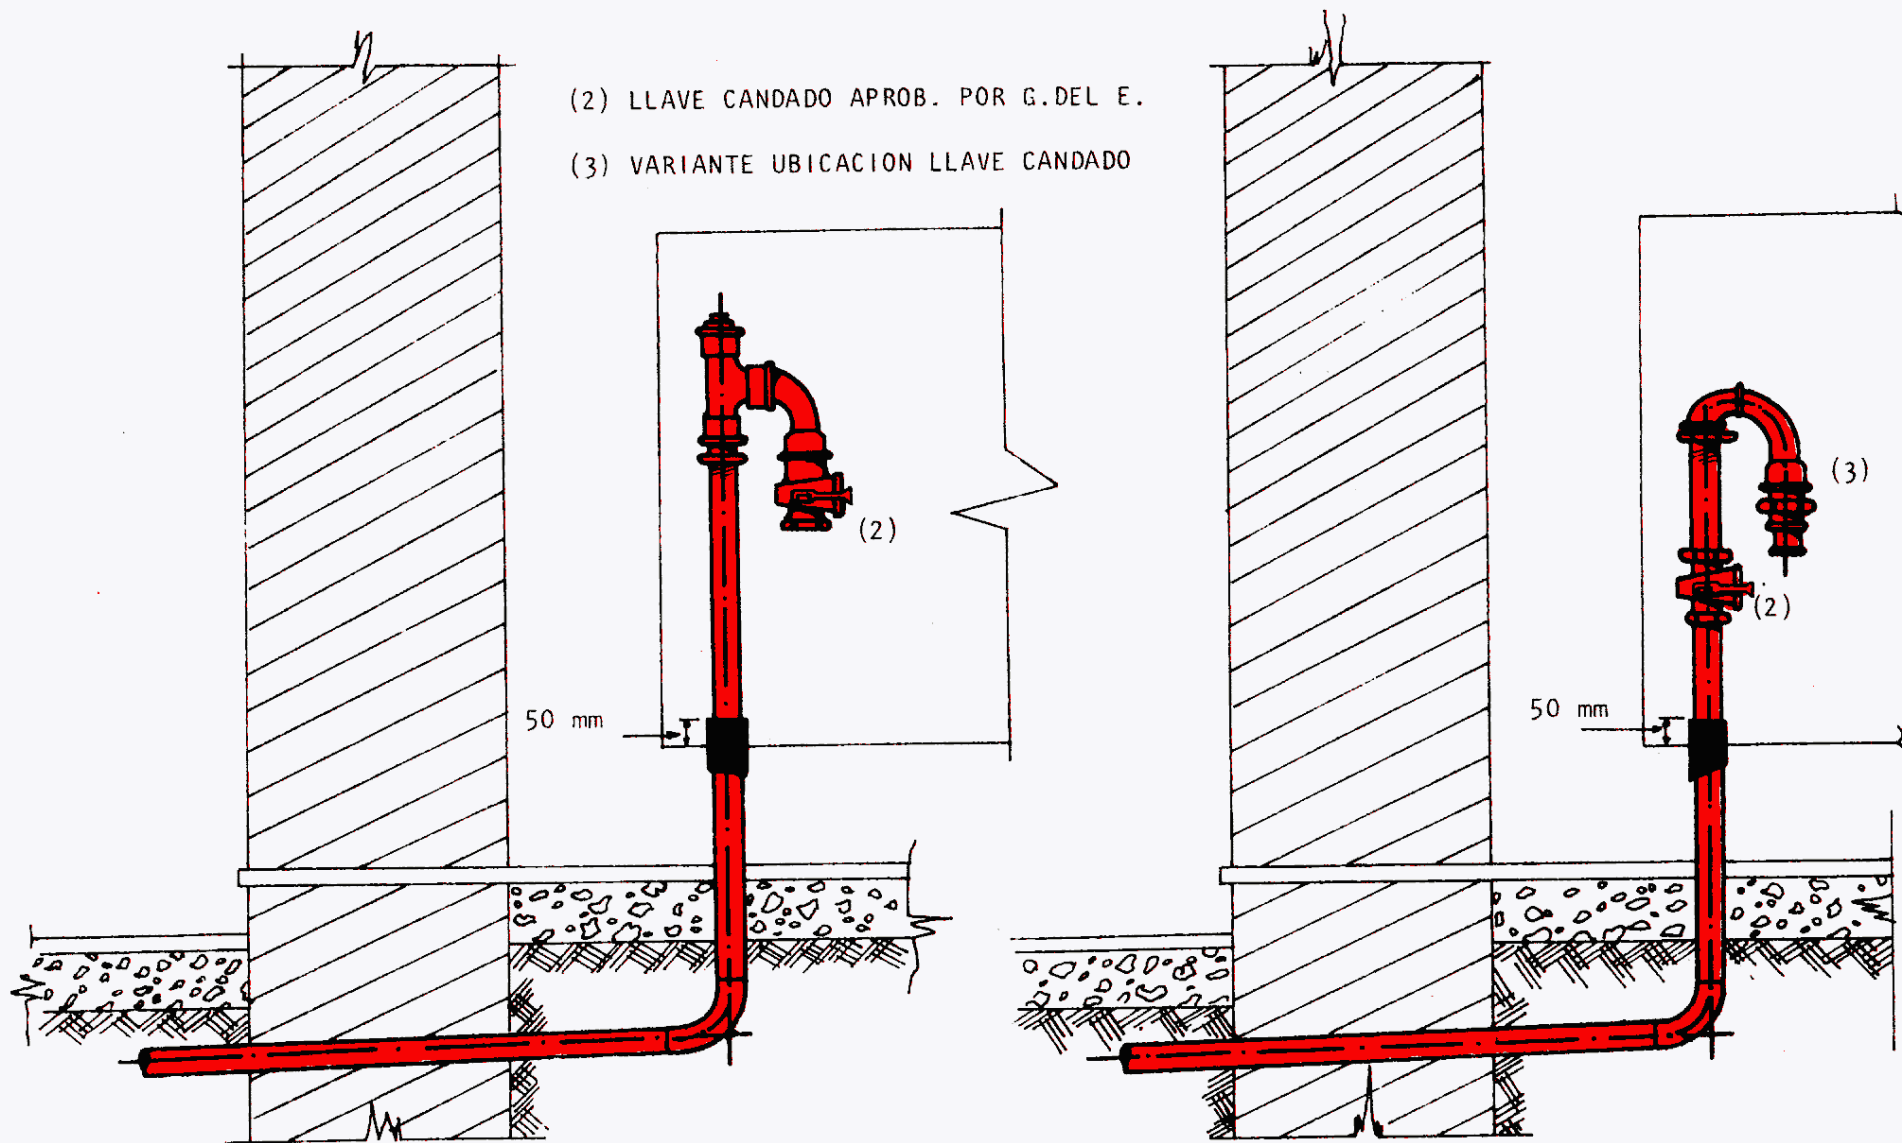 (2) LLAVE CANDADO APROB. POR G.DEL E.
(3) VARIANTE UBICACION LLAVE CANDADO
(3)
(2)
(2)
50 mm
50 mm